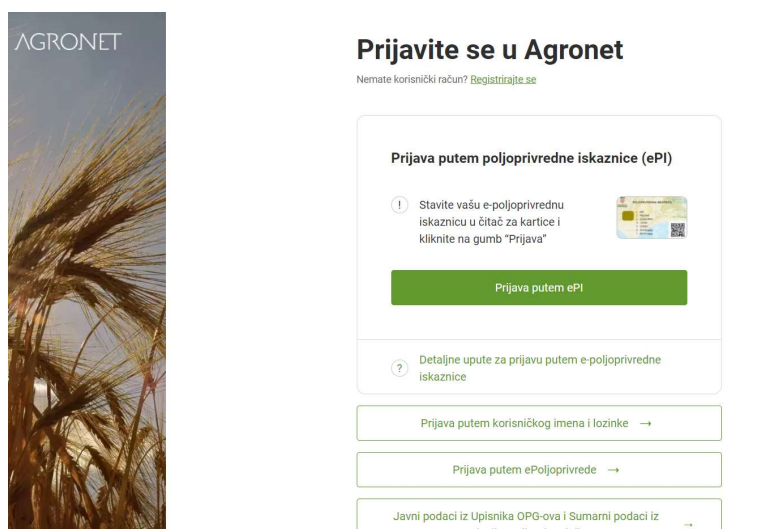 AGRONET
Prijavite se u Agronet
Nemate korisnički račun? Registrirajte se
Prijava putem poljoprivredne iskaznice (ePI)
! Stavite vašu e-poljoprivrednu
iskaznicu u čitač za kartice i
kliknite na gumb “Prijava”
Prijava putem ePI
? Detaljne upute za prijavu putem e-poljoprivredne
iskaznice
Prijava putem korisničkog imena i lozinke →
Prijava putem ePoljoprivrede →
Javni podaci iz Upisnika OPG-ova i Sumarni podaci iz →